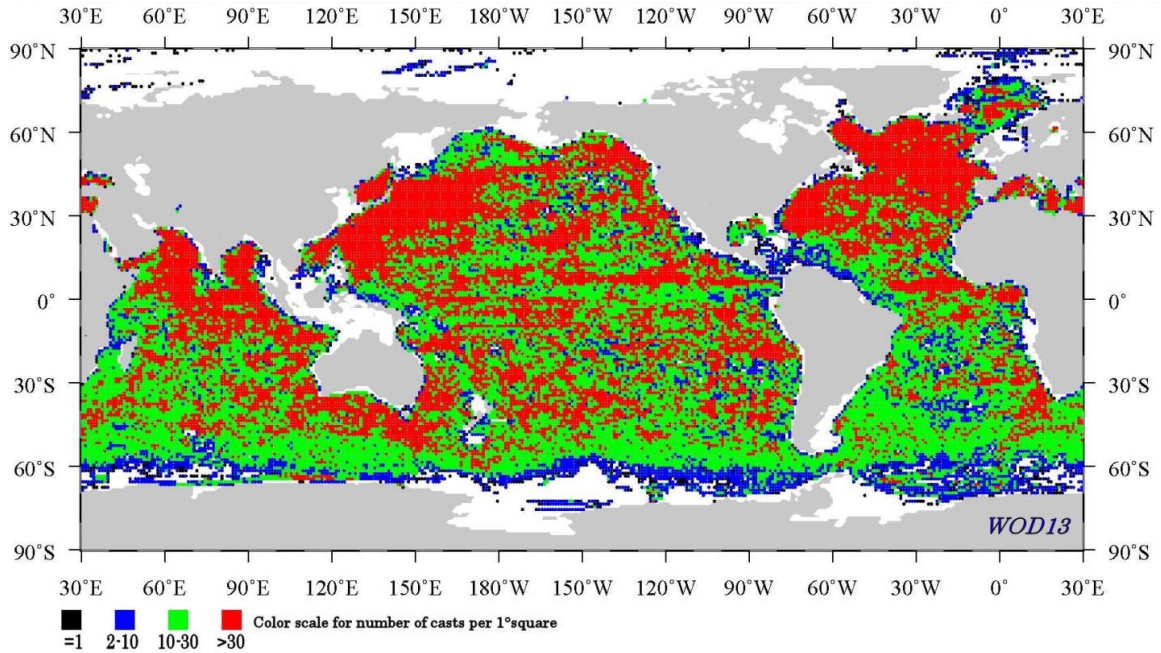 30°E 60°E 90°E 120°E 150°E 180°W 150°W 120°W 90°W 60°W 30°W 0° 30°E
90°N 90°N
60°N 60°N
30°N 30°N
0° 0°
30°S 30°S
60°S 60°S
WOD13
90°S 90°S
30°E 60°E 90°E 120°E 150°E 180°W 150°W 120°W 90°W 60°W 30°W 0° 30°E
Color scale for number of casts per 1°square
=1 2-10 10-30 >30